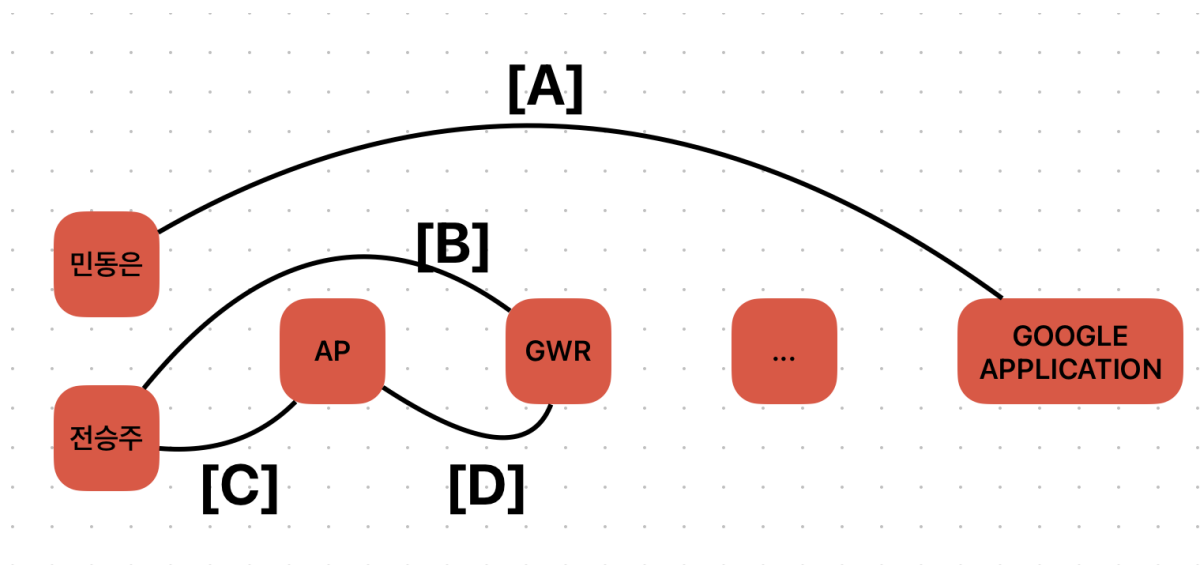 [A]
민동은
[B]
AP
GWR
...
GOOGLE
APPLICATION
전승주
[C]
[D]